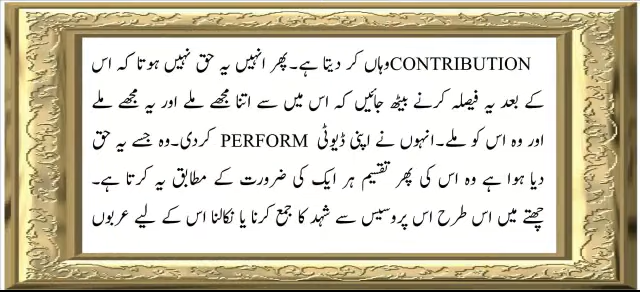 CONTRIBUTION وہاں کر دیتا ہے۔ پھر انہیں یہ حق نہیں ہوتا کہ اس
کے بعد یہ فیصلہ کرنے بیٹھ جائیں کہ اس میں سے اتنا مجھے ملے اور یہ مجھے ملے
اور وہ اس کو ملے۔ انہوں نے اپنی ڈیوٹی PERFORM کردی۔ وہ جسے یہ حق
دیا ہوا ہے وہ اس کی پھر تقسیم ہر ایک کی ضرورت کے مطابق یہ کرتا ہے۔
چھتے میں اس طرح اس پروسیس سے شہد کا جمع کرنا یا نکالنا اس کے لیے عربوں